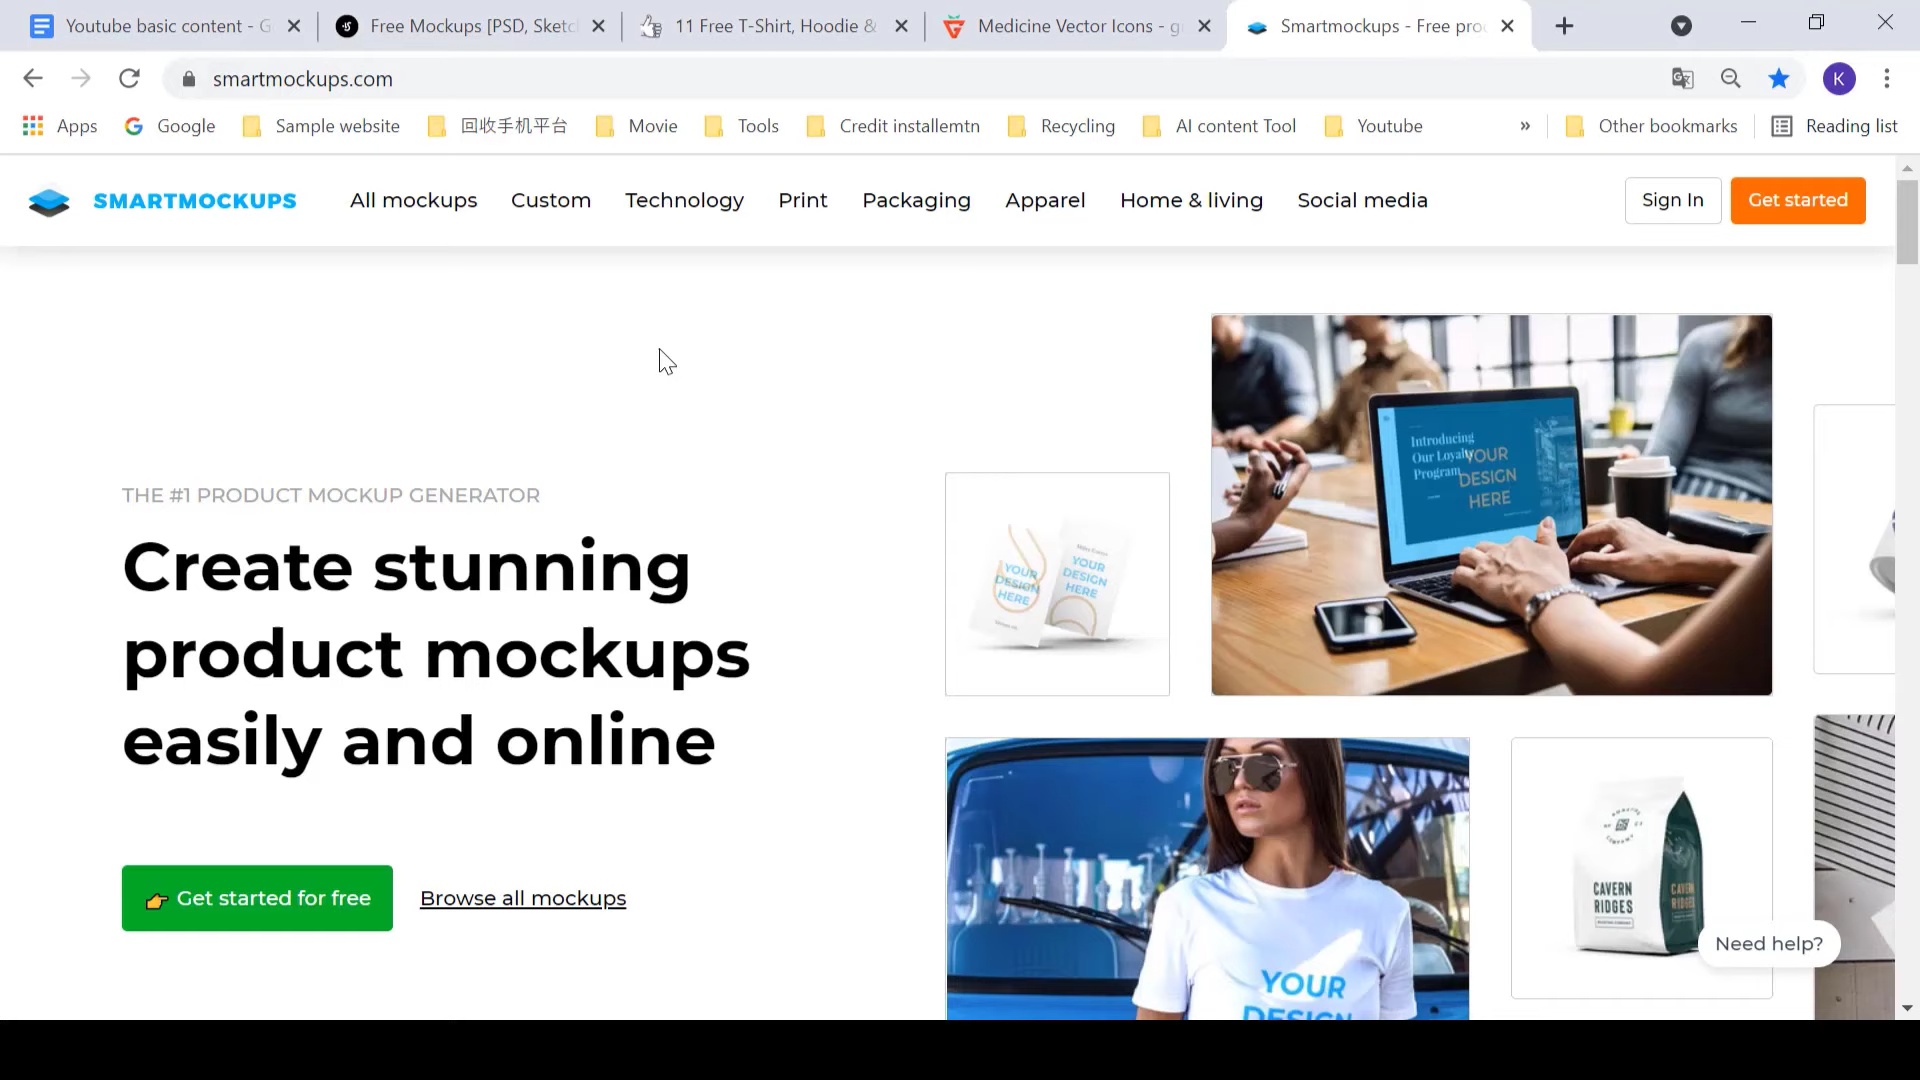 Youtube basic content - G
Free Mockups [PSD, Sketc
11 Free T-Shirt, Hoodie &
Medicine Vector Icons - g
Smartmockups - Free pro
smartmockups.com
K
Apps
Google
Sample website
回收手机平台
Movie
Tools
Credit installemtn
Recycling
AI content Tool
Youtube
»
Other bookmarks
Reading list
SMARTMOCKUPS
All mockups
Custom
Technology
Print
Packaging
Apparel
Home & living
Social media
Sign In
Get started
THE #1 PRODUCT MOCKUP GENERATOR
Create stunning
product mockups
easily and online
Get started for free
Browse all mockups
YOUR
DESIGN
HERE
YOUR
DESIGN
HERE
Introducing
Our Loyalty
Program
YOUR
DESIGN
HERE
YOUR
DESIGN
CAVERN
RIDGES
CAVERN
RIDGES
Need help?